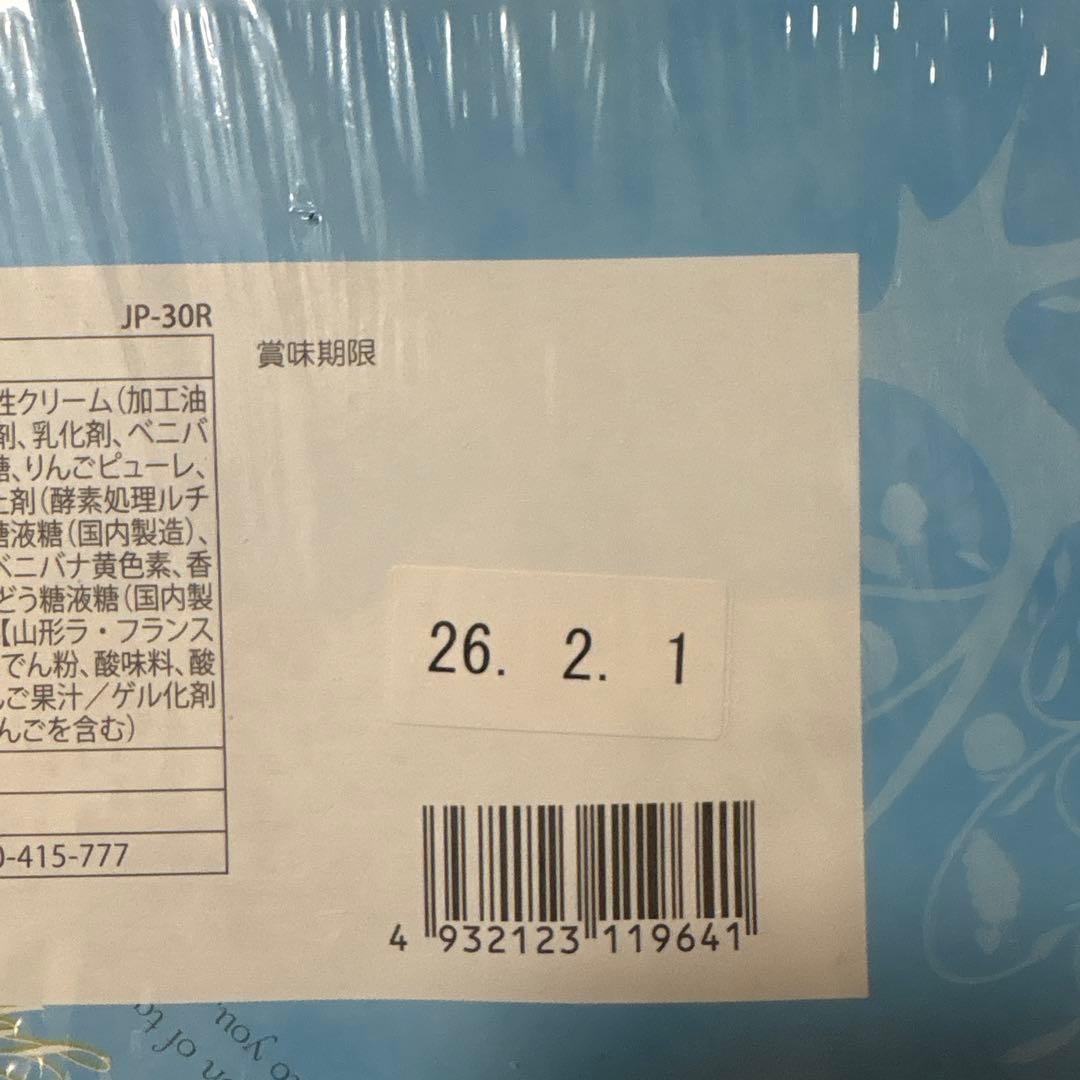 JP-30R
賞味期限
性クリーム（加工油
剤、乳化剤、ベニバ
糖、りんごピューレ、
止剤（酵素処理ルチ
糖液糖（国内製造）、
ベニバナ黄色素、香
どう糖液糖（国内製
【山形ラ・フランス
でん粉、酸味料、酸
んご果汁／ゲル化剤
んごを含む）
0-415-777
26. 2. 1
4 932123 119641
to you,
n of to